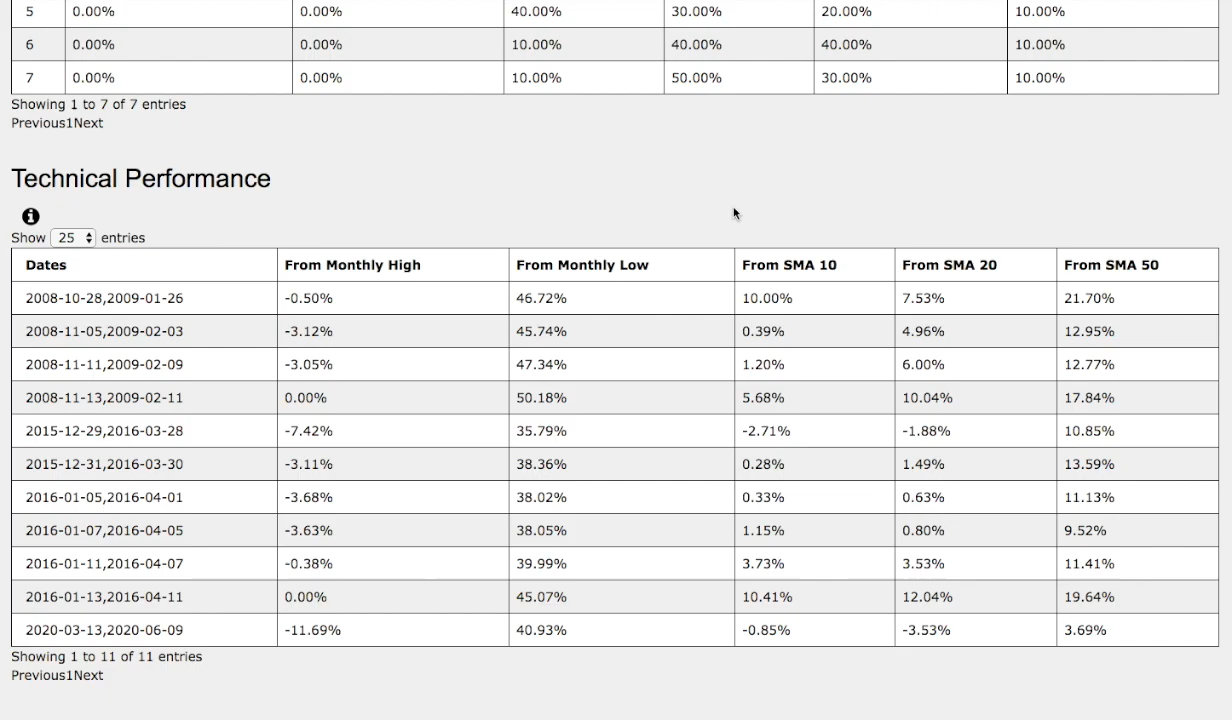 5 0.00% 0.00% 40.00% 30.00% 20.00% 10.00%
6 0.00% 0.00% 10.00% 40.00% 40.00% 10.00%
7 0.00% 0.00% 10.00% 50.00% 30.00% 10.00%
Showing 1 to 7 of 7 entries
Previous1Next
Technical Performance
Show 25 entries
Dates From Monthly High From Monthly Low From SMA 10 From SMA 20 From SMA 50
2008-10-28,2009-01-26 -0.50% 46.72% 10.00% 7.53% 21.70%
2008-11-05,2009-02-03 -3.12% 45.74% 0.39% 4.96% 12.95%
2008-11-11,2009-02-09 -3.05% 47.34% 1.20% 6.00% 12.77%
2008-11-13,2009-02-11 0.00% 50.18% 5.68% 10.04% 17.84%
2015-12-29,2016-03-28 -7.42% 35.79% -2.71% -1.88% 10.85%
2015-12-31,2016-03-30 -3.11% 38.36% 0.28% 1.49% 13.59%
2016-01-05,2016-04-01 -3.68% 38.02% 0.33% 0.63% 11.13%
2016-01-07,2016-04-05 -3.63% 38.05% 1.15% 0.80% 9.52%
2016-01-11,2016-04-07 -0.38% 39.99% 3.73% 3.53% 11.41%
2016-01-13,2016-04-11 0.00% 45.07% 10.41% 12.04% 19.64%
2020-03-13,2020-06-09 -11.69% 40.93% -0.85% -3.53% 3.69%
Showing 1 to 11 of 11 entries
Previous1Next